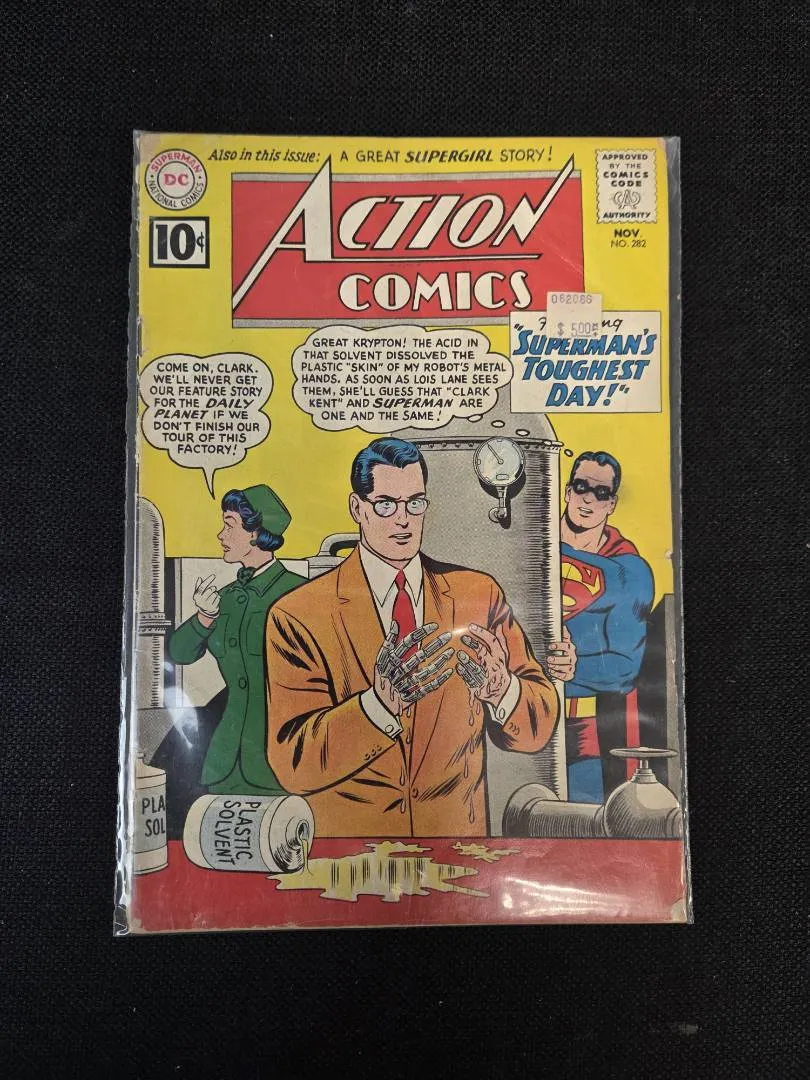 Also in this issue: A GREAT SUPERGIRL STORY!
SUPERMAN
DC
NATIONAL COMICS
10¢
ACTION
COMICS
APPROVED
BY THE
COMICS
CODE
CA
AUTHORITY
NOV.
NO. 282
062086
$ 5.00
"SUPERMAN'S
TOUGHEST
DAY!"
COME ON, CLARK.
WE'LL NEVER GET
OUR FEATURE STORY
FOR THE DAILY
PLANET IF WE
DON'T FINISH OUR
TOUR OF THIS
FACTORY!
GREAT KRYPTON! THE ACID IN
THAT SOLVENT DISSOLVED THE
PLASTIC "SKIN" OF MY ROBOT'S METAL
HANDS. AS SOON AS LOIS LANE SEES
THEM, SHE'LL GUESS THAT "CLARK
KENT" AND SUPERMAN ARE
ONE AND THE SAME!
S
PLA
SOL
PLASTIC
SOLVENT